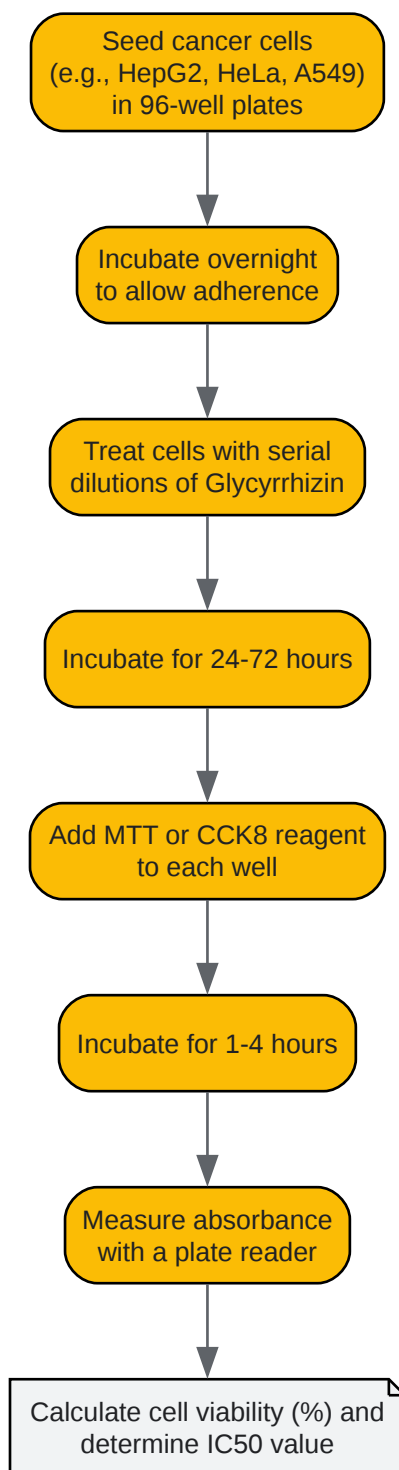 Seed cancer cells
(e.g., HepG2, HeLa, A549)
in 96-well plates
Incubate overnight
to allow adherence
Treat cells with serial
dilutions of Glycyrrhizin
Incubate for 24-72 hours
Add MTT or CCK8 reagent
to each well
Incubate for 1-4 hours
Measure absorbance
with a plate reader
Calculate cell viability (%) and
determine IC50 value